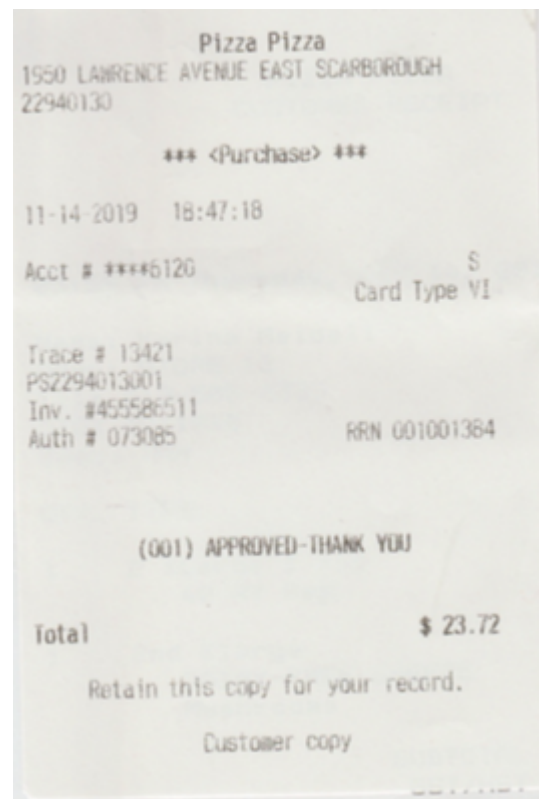 Pizza Pizza
1950 LAWRENCE AVENUE EAST SCARBOROUGH
22940130
*** <Purchase> ***
11-14-2019 18:47:18
Acct # ****6120 S
Card Type VI
Trace # 13421
PS2294013001
Inv. #455586511
Auth # 073085 RRN 001001384
(001) APPROVED-THANK YOU
Total $ 23.72
Retain this copy for your record.
Customer copy